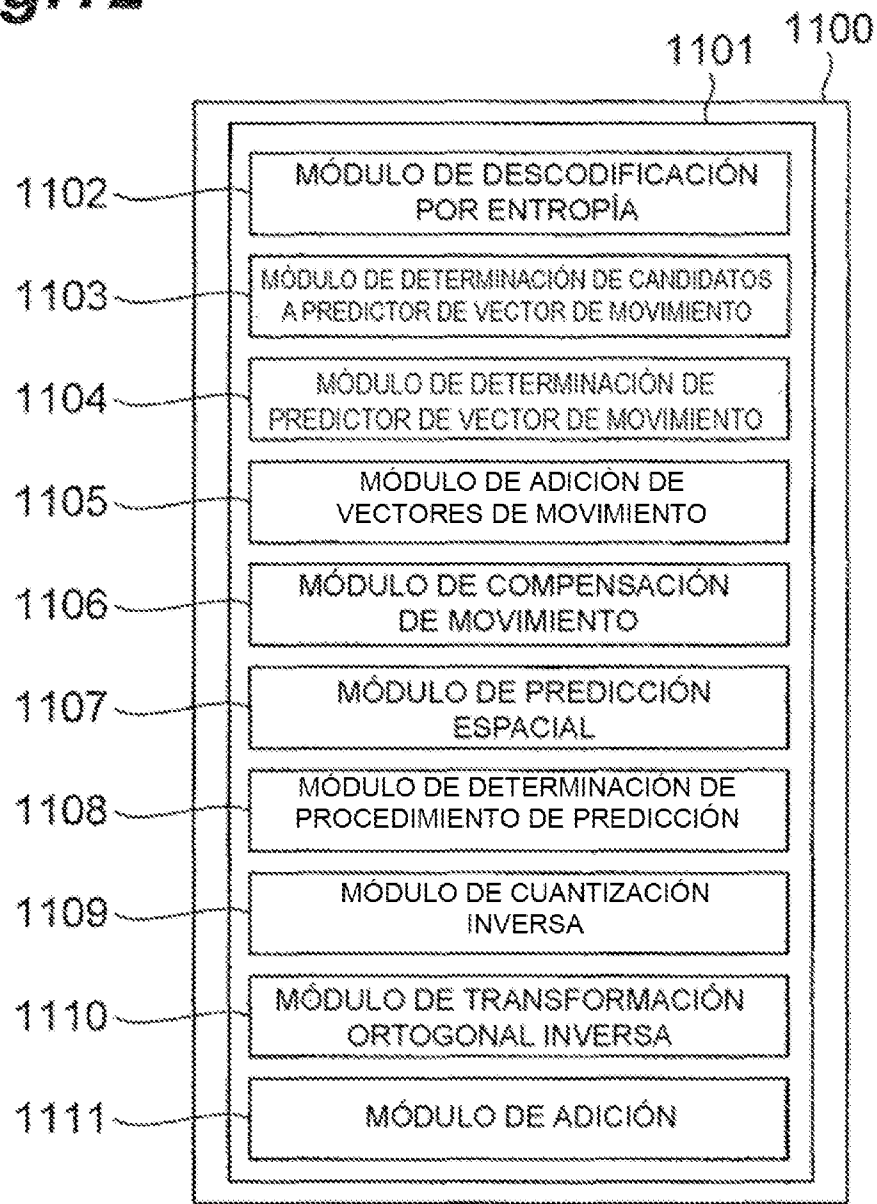 1100
1101
1102
MÓDULO DE DESCODIFICACIÓN
POR ENTROPÍA
1103
MÓDULO DE DETERMINACIÓN DE CANDIDATOS
A PREDICTOR DE VECTOR DE MOVIMIENTO
1104
MÓDULO DE DETERMINACIÓN DE
PREDICTOR DE VECTOR DE MOVIMIENTO
1105
MÓDULO DE ADICIÓN DE
VECTORES DE MOVIMIENTO
1106
MÓDULO DE COMPENSACIÓN
DE MOVIMIENTO
1107
MÓDULO DE PREDICCIÓN
ESPACIAL
1108
MÓDULO DE DETERMINACIÓN DE
PROCEDIMIENTO DE PREDICCIÓN
1109
MÓDULO DE CUANTIZACIÓN
INVERSA
1110
MÓDULO DE TRANSFORMACIÓN
ORTOGONAL INVERSA
1111
MÓDULO DE ADICIÓN